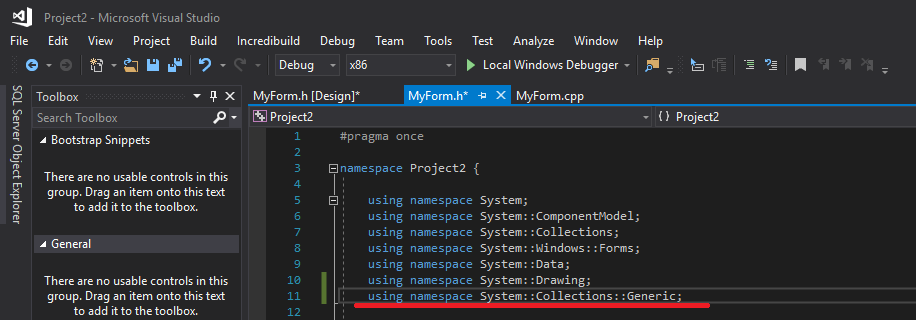 Project2 - Microsoft Visual Studio
File Edit View Project Build Incredibuild Debug Team Tools Test Analyze Window Help
Debug x86 Local Windows Debugger
SQL Server Object Explorer
Toolbox
Search Toolbox
Bootstrap Snippets
There are no usable controls in this
group. Drag an item onto this text
to add it to the toolbox.
General
There are no usable controls in this
group. Drag an item onto this text
to add it to the toolbox.
MyForm.h [Design]* MyForm.h* MyForm.cpp
Project2 {} Project2
1 #pragma once
2
3 namespace Project2 {
4
5 using namespace System;
6 using namespace System::ComponentModel;
7 using namespace System::Collections;
8 using namespace System::Windows::Forms;
9 using namespace System::Data;
10 using namespace System::Drawing;
11 using namespace System::Collections::Generic;
12